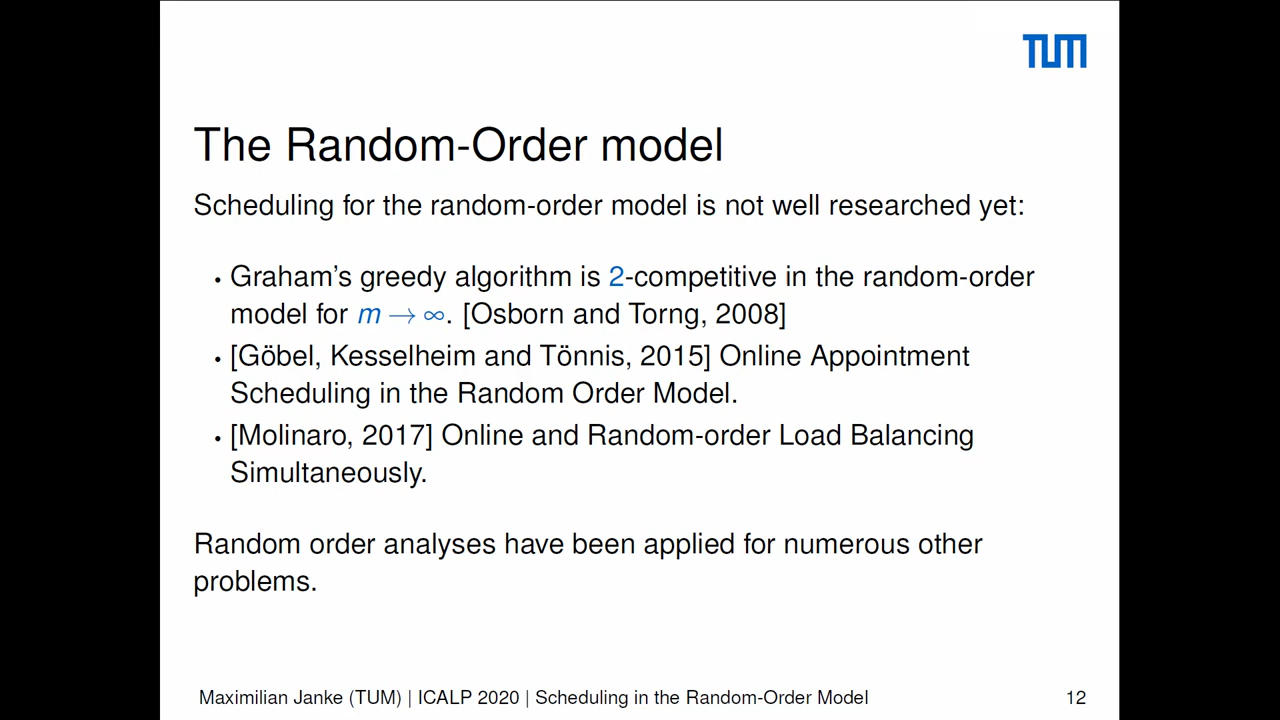 TUM
The Random-Order model
Scheduling for the random-order model is not well researched yet:
• Graham's greedy algorithm is 2-competitive in the random-order
model for m → ∞. [Osborn and Torng, 2008]
• [Göbel, Kesselheim and Tönnis, 2015] Online Appointment
Scheduling in the Random Order Model.
• [Molinaro, 2017] Online and Random-order Load Balancing
Simultaneously.
Random order analyses have been applied for numerous other
problems.
Maximilian Janke (TUM) | ICALP 2020 | Scheduling in the Random-Order Model 12